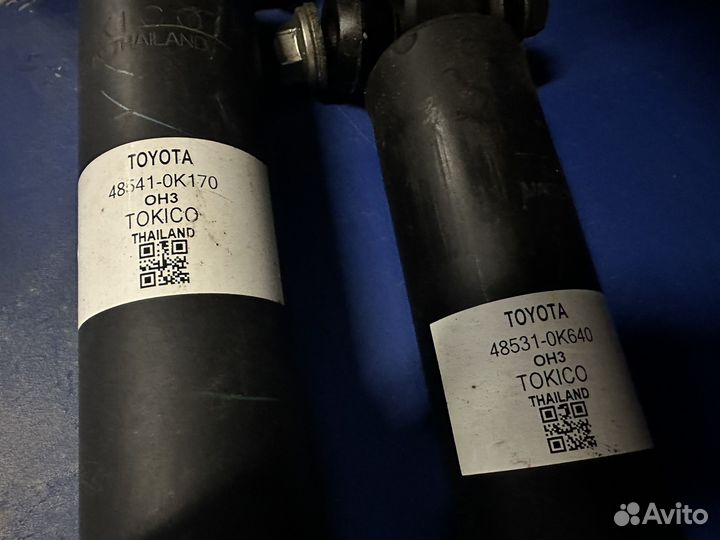 THAILAND
TOYOTA
48541-0K170
OH3
TOKICO
THAILAND
TOYOTA
48531-0K640
OH3
TOKICO
THAILAND
Avito